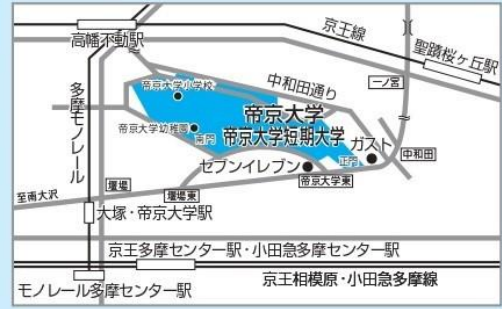 高幡不動駅
京王線
聖蹟桜ヶ丘駅
帝京大学小学校
中和田通り
一ノ宮
多摩モノレール
帝京大学
帝京大学短期大学
帝京大学幼稚園
南門
ガスト
正門
中和田
セブンイレブン
帝京大学東
至南大沢
堰場
堰場東
大塚・帝京大学駅
京王多摩センター駅・小田急多摩センター駅
京王相模原・小田急多摩線
モノレール多摩センター駅